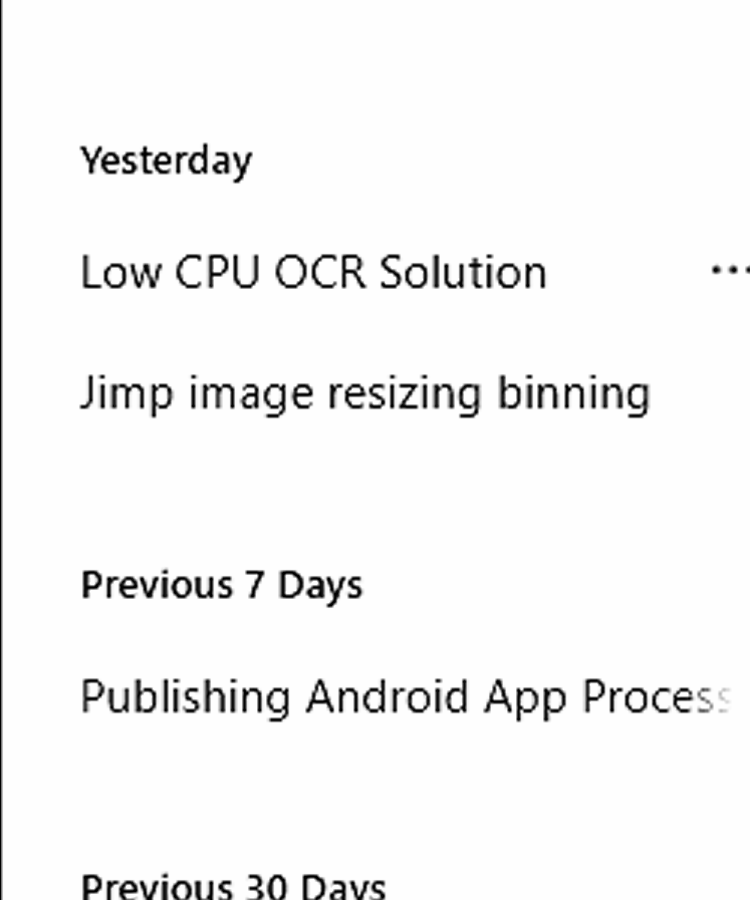 Yesterday
Low CPU OCR Solution
Jimp image resizing binning
Previous 7 Days
Publishing Android App Process
Previous 30 Days